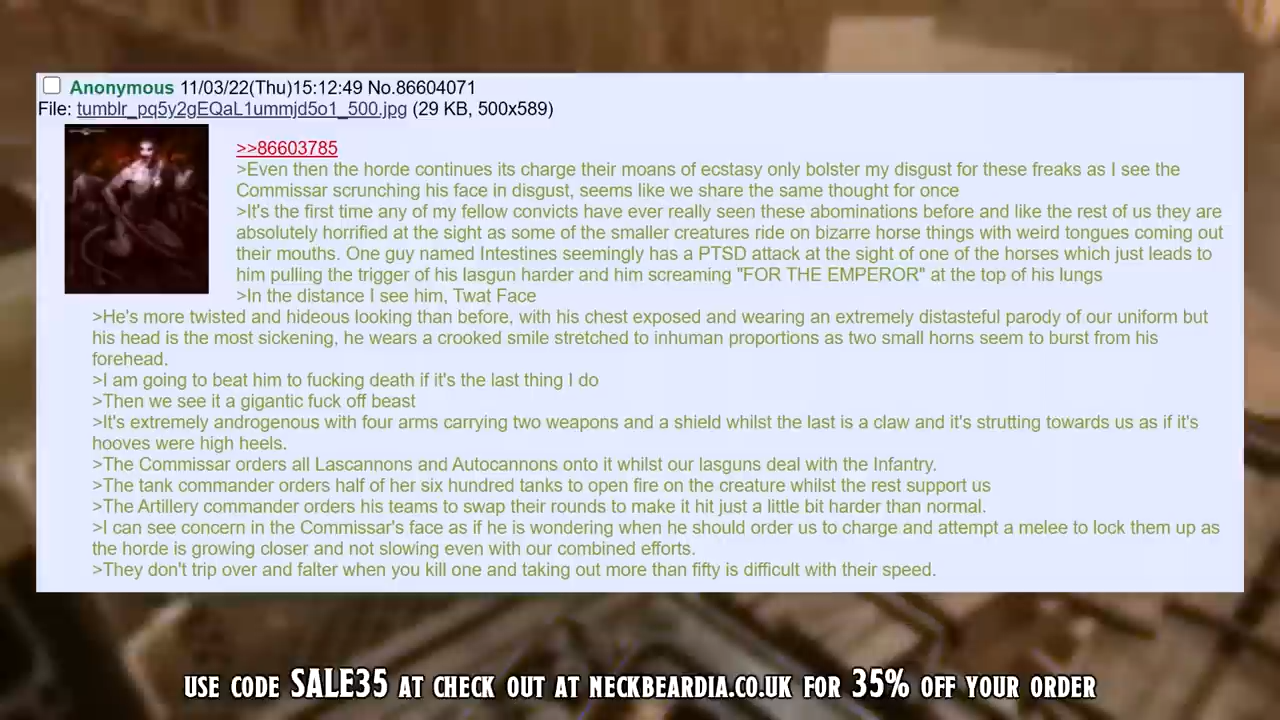 Anonymous 11/03/22(Thu)15:12:49 No.86604071
File: tumblr_pq5y2gEQaL1ummjd5o1_500.jpg (29 KB, 500x589)
>>86603785
>Even then the horde continues its charge their moans of ecstasy only bolster my disgust for these freaks as I see the
Commissar scrunching his face in disgust, seems like we share the same thought for once
>It's the first time any of my fellow convicts have ever really seen these abominations before and like the rest of us they are
absolutely horrified at the sight as some of the smaller creatures ride on bizarre horse things with weird tongues coming out
their mouths. One guy named Intestines seemingly has a PTSD attack at the sight of one of the horses which just leads to
him pulling the trigger of his lasgun harder and him screaming "FOR THE EMPEROR" at the top of his lungs
>In the distance I see him, Twat Face
>He's more twisted and hideous looking than before, with his chest exposed and wearing an extremely distasteful parody of our uniform but
his head is the most sickening, he wears a crooked smile stretched to inhuman proportions as two small horns seem to burst from his
forehead.
>I am going to beat him to fucking death if it's the last thing I do
>Then we see it a gigantic fuck off beast
>It's extremely androgenous with four arms carrying two weapons and a shield whilst the last is a claw and it's strutting towards us as if it's
hooves were high heels.
>The Commissar orders all Lascannons and Autocannons onto it whilst our lasguns deal with the Infantry.
>The tank commander orders half of her six hundred tanks to open fire on the creature whilst the rest support us
>The Artillery commander orders his teams to swap their rounds to make it hit just a little bit harder than normal.
>I can see concern in the Commissar's face as if he is wondering when he should order us to charge and attempt a melee to lock them up as
the horde is growing closer and not slowing even with our combined efforts.
>They don't trip over and falter when you kill one and taking out more than fifty is difficult with their speed.
USE CODE SALE35 AT CHECK OUT AT NECKBEARDIA.CO.UK FOR 35% OFF YOUR ORDER